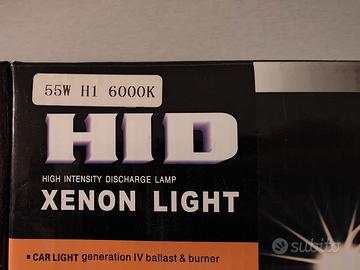 55W H1 6000K
HID
HIGH INTENSITY DISCHARGE LAMP
XENON LIGHT
CAR LIGHT generation IV ballast & burner
subito